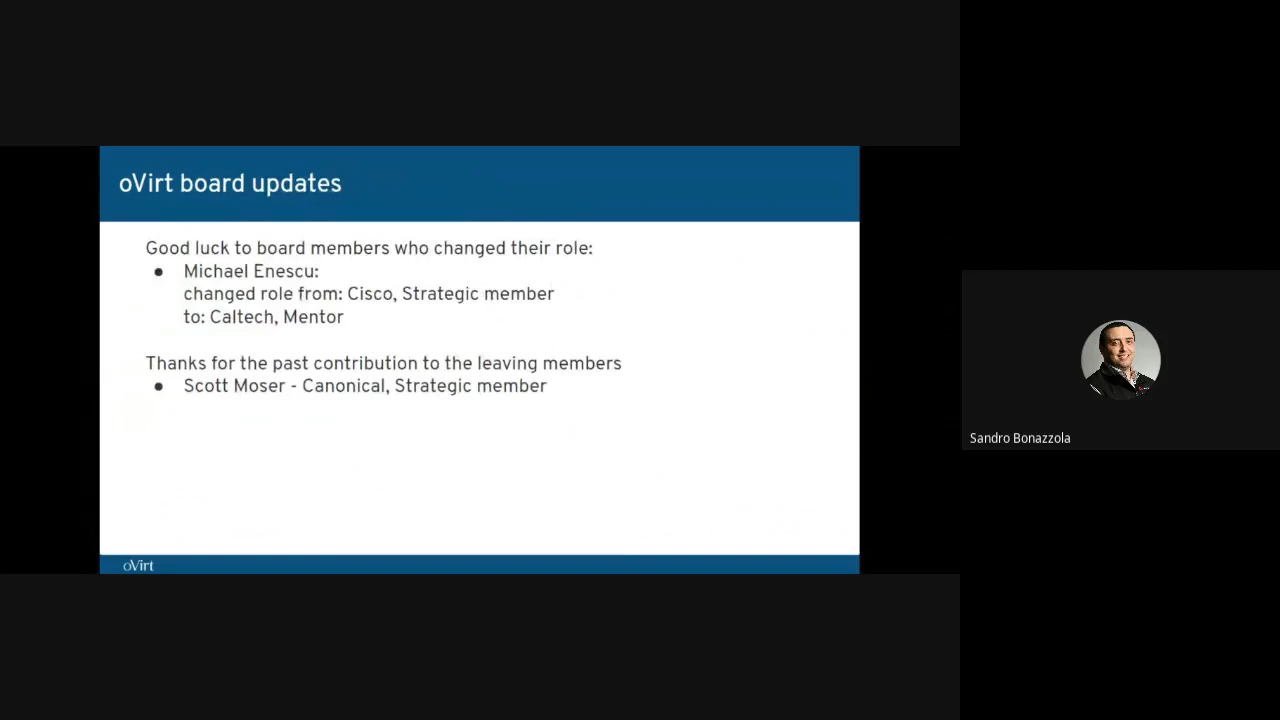 oVirt board updates
Good luck to board members who changed their role:
● Michael Enescu:
changed role from: Cisco, Strategic member
to: Caltech, Mentor
Thanks for the past contribution to the leaving members
● Scott Moser - Canonical, Strategic member
oVirt
Sandro Bonazzola